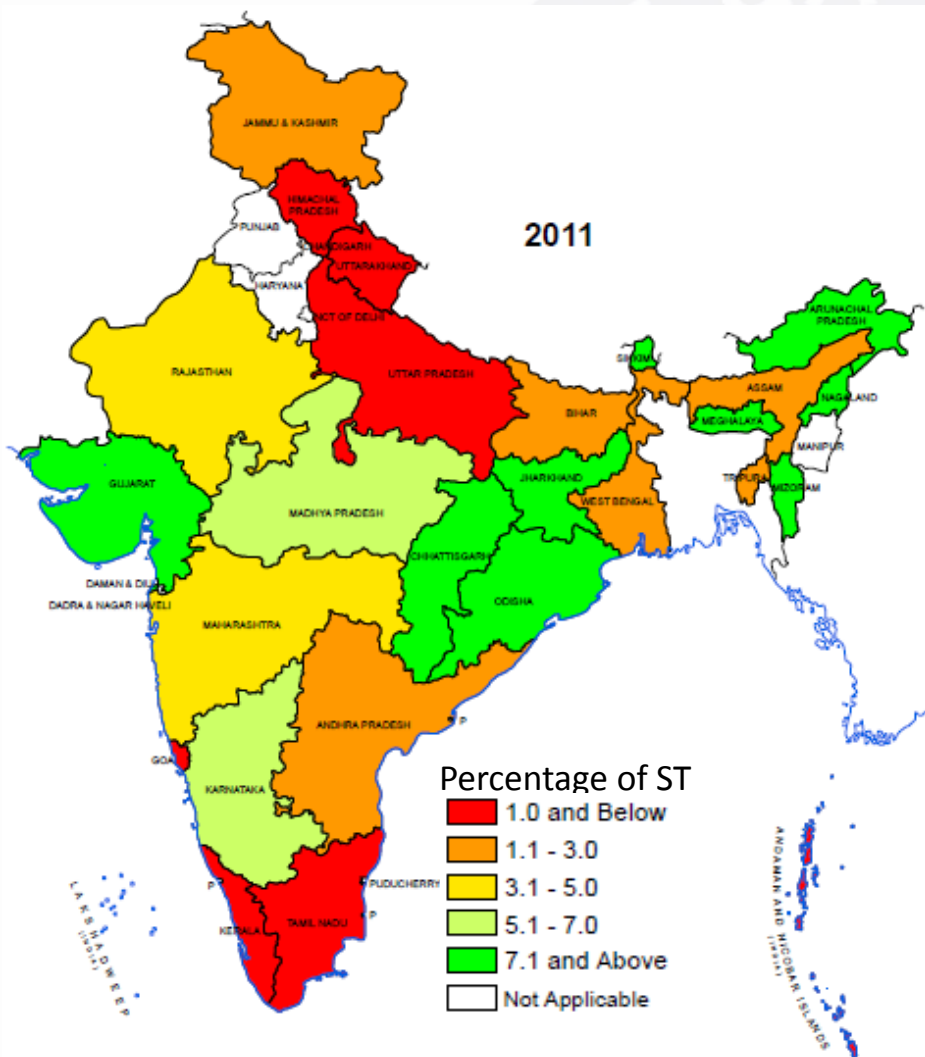 JAMMU & KASHMIR
HIMACHAL
PRADESH
PUNJAB
2011
CHANDIGARH
UTTARAKHAND
HARYANA
ARUNACHAL
PRADESH
NCT OF DELHI
SIKKIM
RAJASTHAN
UTTAR PRADESH
ASSAM
NAGALAND
BIHAR
MEGHALAYA
MANIPUR
JHARKHAND
TRIPURA
MIZORAM
GUJARAT
WEST BENGAL
MADHYA PRADESH
CHHATTISGARH
DAMAN & DIU
DADRA & NAGAR HAVELI
ODISHA
MAHARASHTRA
ANDHRA PRADESH
P
GOA
KARNATAKA
Percentage of ST
1.0 and Below
1.1 - 3.0
3.1 - 5.0
5.1 - 7.0
7.1 and Above
Not Applicable
P
PUDUCHERRY
P
KERALA
TAMIL NADU
LAKSHADWEEP
(INDIA)
ANDAMAN AND NICOBAR ISLANDS
(INDIA)